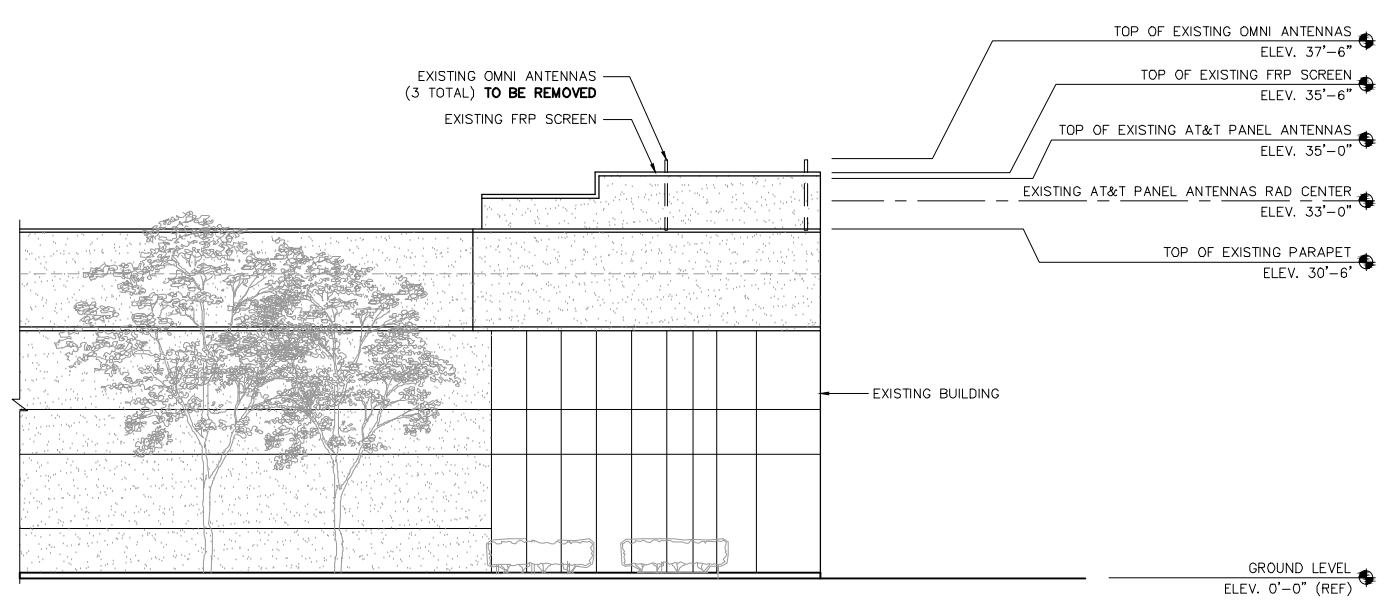 TOP OF EXISTING OMNI ANTENNAS
ELEV. 37'-6"
EXISTING OMNI ANTENNAS
(3 TOTAL) TO BE REMOVED
TOP OF EXISTING FRP SCREEN
ELEV. 35'-6"
EXISTING FRP SCREEN
TOP OF EXISTING AT&T PANEL ANTENNAS
ELEV. 35'-0"
EXISTING AT&T PANEL ANTENNAS RAD CENTER
ELEV. 33'-0"
TOP OF EXISTING PARAPET
ELEV. 30'-6'
EXISTING BUILDING
GROUND LEVEL
ELEV. 0'-0" (REF)